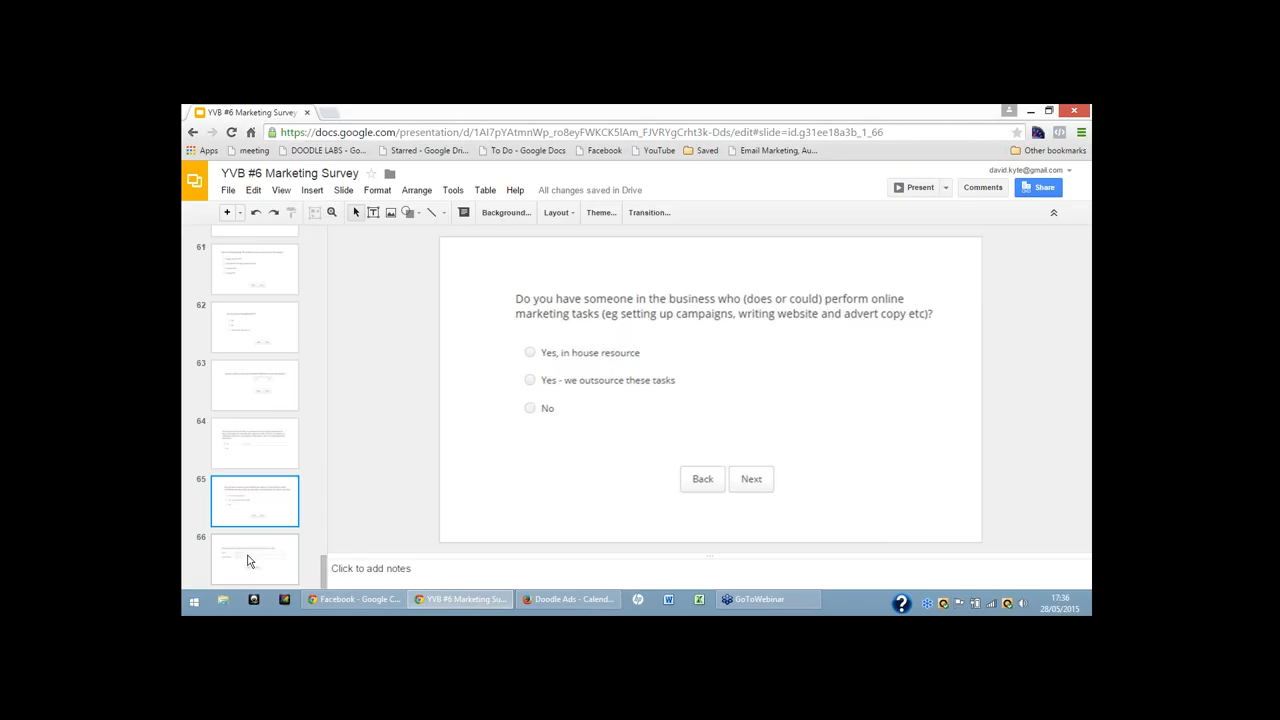 YVB #6 Marketing Survey
https://docs.google.com/presentation/d/1AI7pYAtmnWp_ro8eyFWKCK5lAm_FJVRYgCrht3k-Dds/edit#slide=id.g31ee18a3b_1_66
Apps meeting DOODLE LABS - Go... Starred - Google Dri... To Do - Google Docs Facebook YouTube Saved Email Marketing, Au... Other bookmarks
david.kyte@gmail.com
YVB #6 Marketing Survey
File Edit View Insert Slide Format Arrange Tools Table Help All changes saved in Drive
Present Comments Share
Background... Layout Theme... Transition...
61
62
63
64
65
66
Do you have someone in the business who (does or could) perform online
marketing tasks (eg setting up campaigns, writing website and advert copy etc)?
Yes, in house resource
Yes - we outsource these tasks
No
Back Next
Click to add notes
Facebook - Google C... YVB #6 Marketing Su... Doodle Ads - Calend... GoToWebinar
17:36
28/05/2015